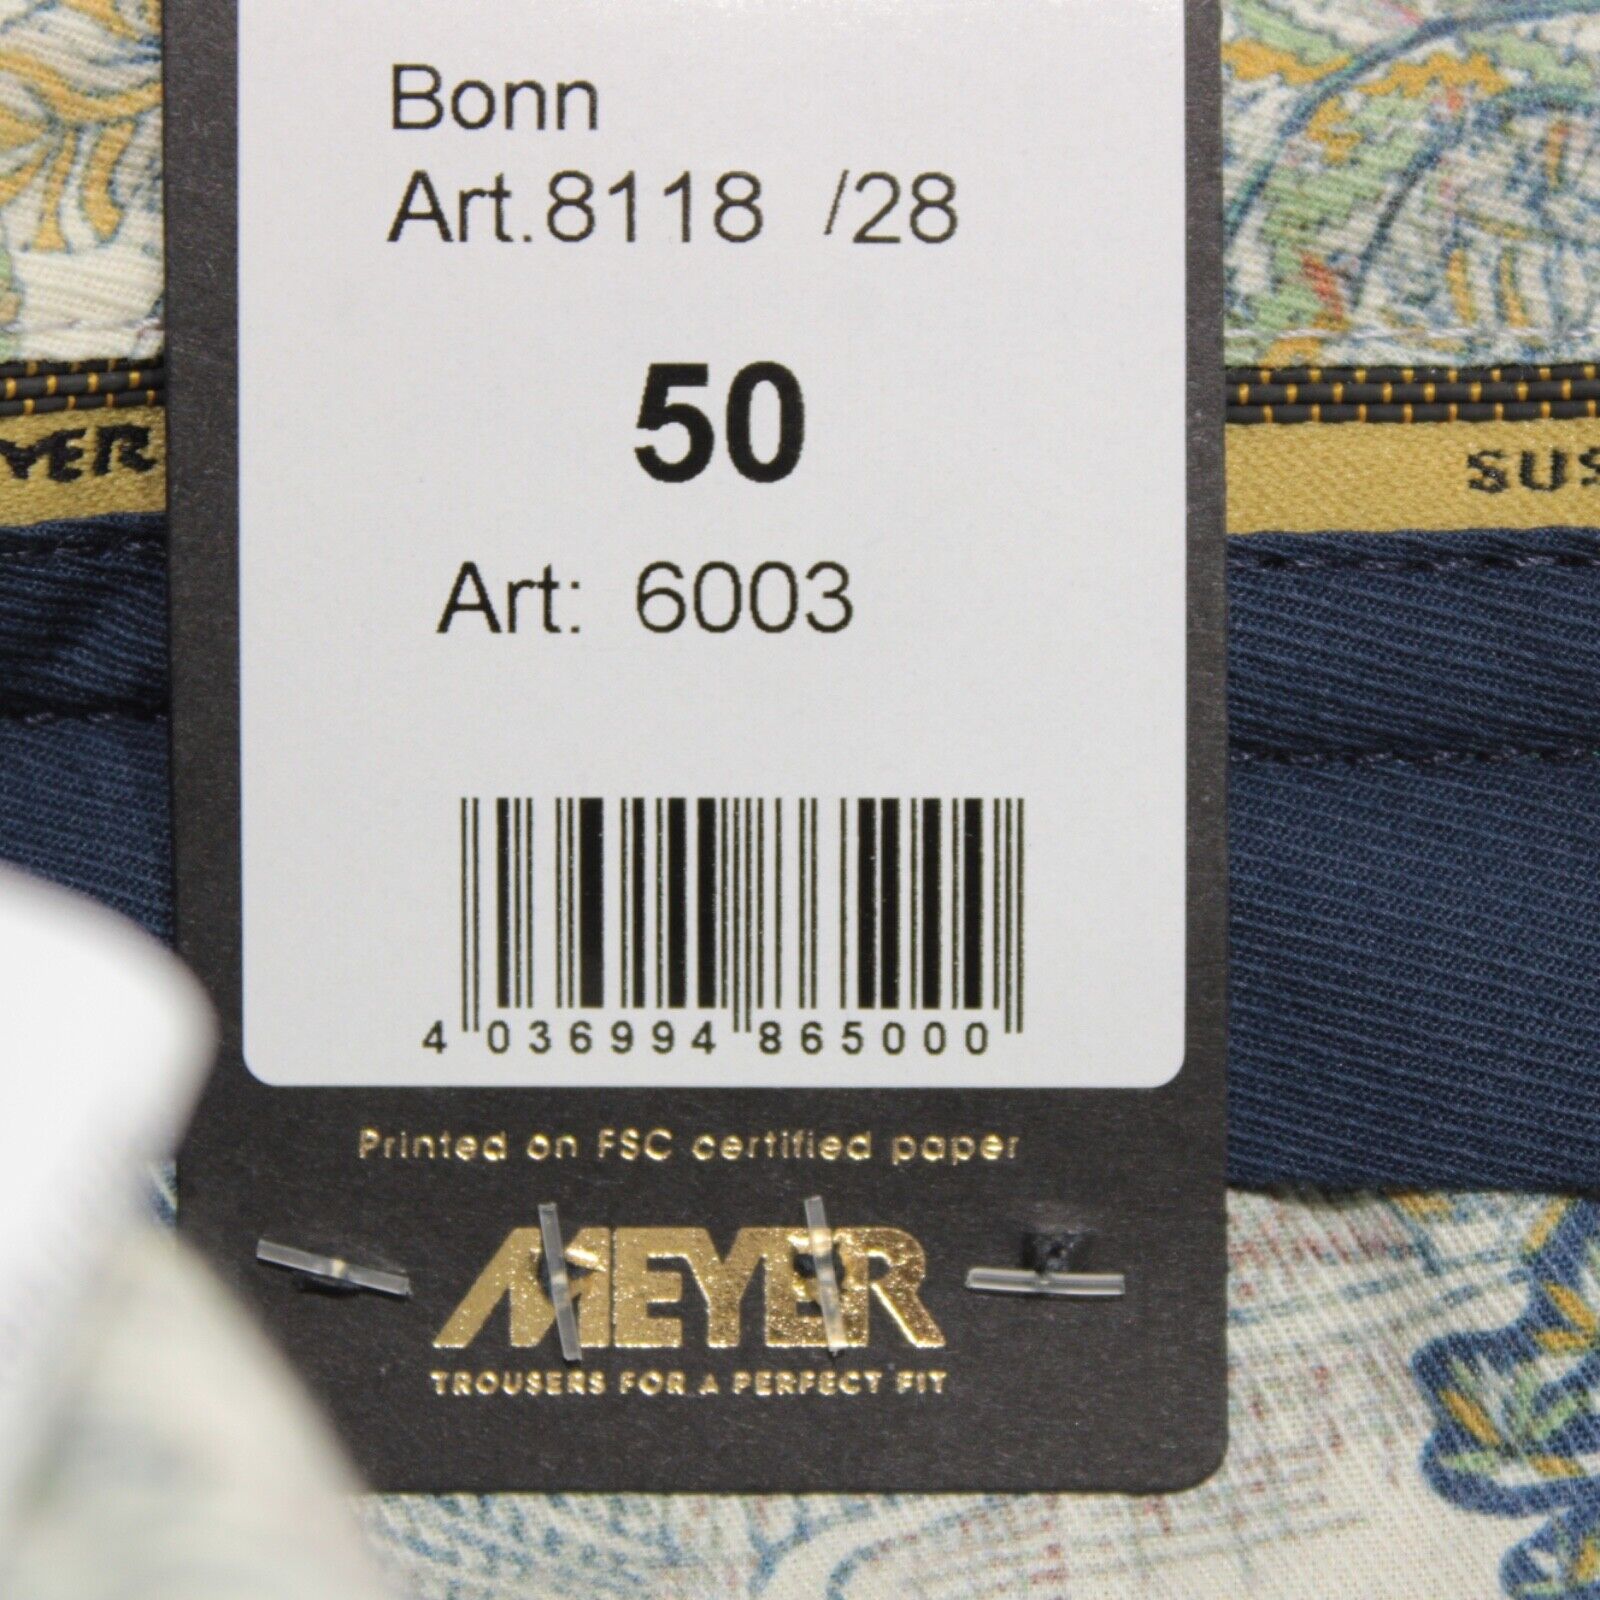 Bonn
Art.8118 /28
50
Art: 6003
4 036994 865000
Printed on FSC certified paper
MEYER
TROUSERS FOR A PERFECT FIT